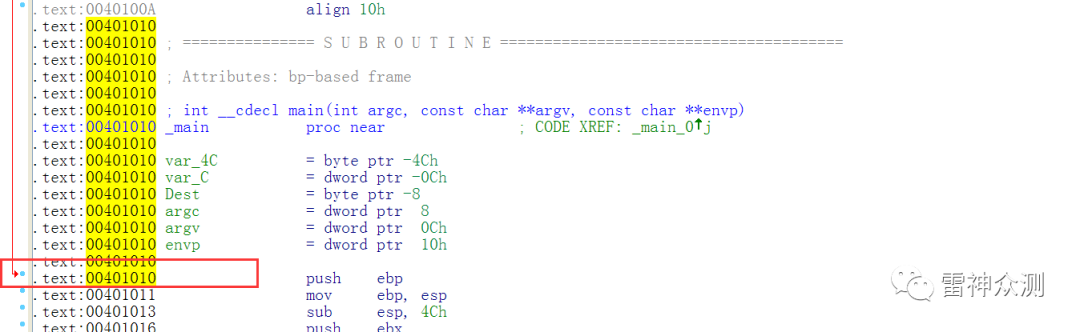 .text:0040100A align 10h
.text:00401010
.text:00401010 ; =============== S U B R O U T I N E =======================================
.text:00401010
.text:00401010 ; Attributes: bp-based frame
.text:00401010
.text:00401010 ; int __cdecl main(int argc, const char **argv, const char **envp)
.text:00401010 _main proc near ; CODE XREF: _main_0↑j
.text:00401010
.text:00401010 var_4C = byte ptr -4Ch
.text:00401010 var_C = dword ptr -0Ch
.text:00401010 Dest = byte ptr -8
.text:00401010 argc = dword ptr 8
.text:00401010 argv = dword ptr 0Ch
.text:00401010 envp = dword ptr 10h
.text:00401010
.text:00401010 push ebp
.text:00401011 mov ebp, esp
.text:00401013 sub esp, 4Ch
.text:00401016 push ebx
雷神众测